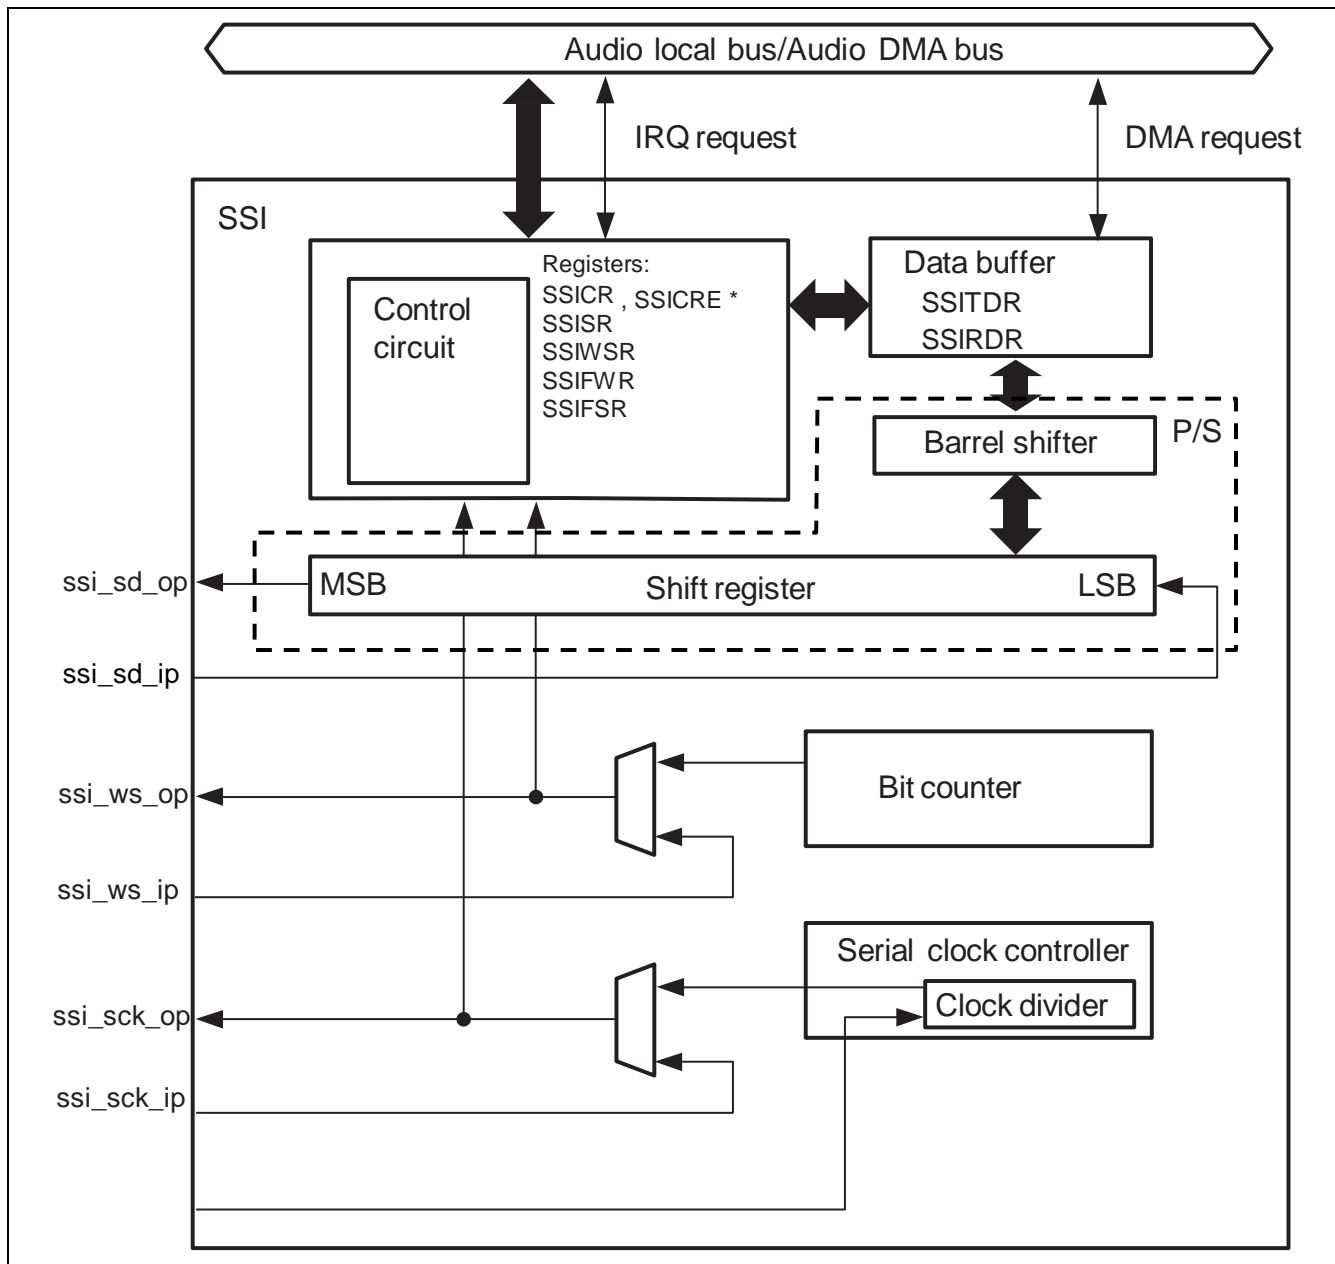 Audio local bus/Audio DMA bus
IRQ request
DMA request
SSI
Control
circuit
Registers:
SSICR , SSICRE *
SSISR
SSIWSR
SSIFWR
SSIFSR
Data buffer
SSITDR
SSIRDR
Barrel shifter
P/S
ssi_sd_op
MSB
Shift register
LSB
ssi_sd_ip
ssi_ws_op
Bit counter
ssi_ws_ip
Serial clock controller
Clock divider
ssi_sck_op
ssi_sck_ip